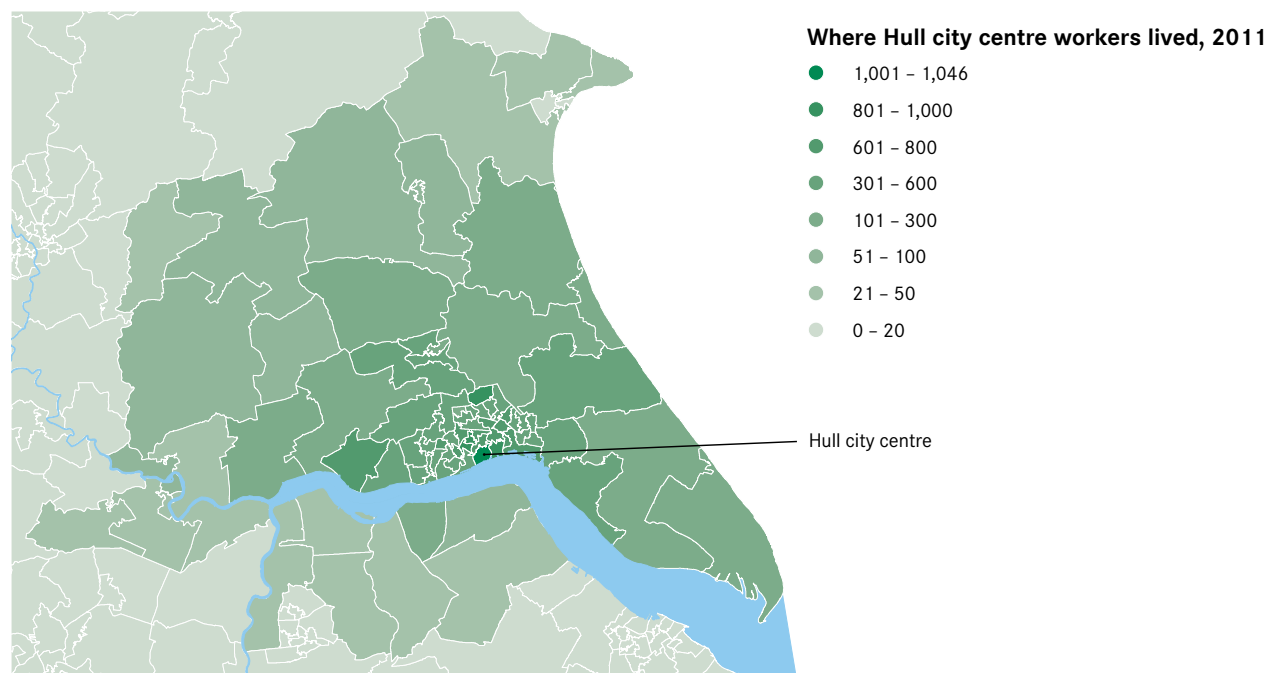 Where Hull city centre workers lived, 2011
1,001 – 1,046
801 – 1,000
601 – 800
301 – 600
101 – 300
51 – 100
21 – 50
0 – 20
Hull city centre